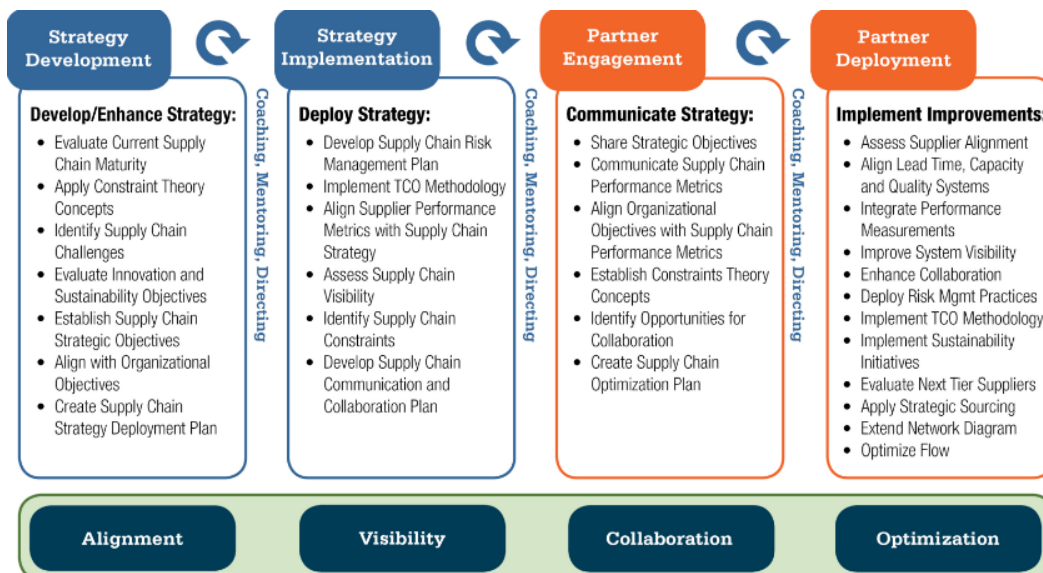 Strategy
Development
Develop/Enhance Strategy:
• Evaluate Current Supply
Chain Maturity
• Apply Constraint Theory
Concepts
• Identify Supply Chain
Challenges
• Evaluate Innovation and
Sustainability Objectives
• Establish Supply Chain
Strategic Objectives
• Align with Organizational
Objectives
• Create Supply Chain
Strategy Deployment Plan
Coaching, Mentoring, Directing
Strategy
Implementation
Deploy Strategy:
• Develop Supply Chain Risk
Management Plan
• Implement TCO Methodology
• Align Supplier Performance
Metrics with Supply Chain
Strategy
• Assess Supply Chain
Visibility
• Identify Supply Chain
Constraints
• Develop Supply Chain
Communication and
Collaboration Plan
Coaching, Mentoring, Directing
Partner
Engagement
Communicate Strategy:
• Share Strategic Objectives
• Communicate Supply Chain
Performance Metrics
• Align Organizational
Objectives with Supply Chain
Performance Metrics
• Establish Constraints Theory
Concepts
• Identify Opportunities for
Collaboration
• Create Supply Chain
Optimization Plan
Coaching, Mentoring, Directing
Partner
Deployment
Implement Improvements:
• Assess Supplier Alignment
• Align Lead Time, Capacity
and Quality Systems
• Integrate Performance
Measurements
• Improve System Visibility
• Enhance Collaboration
• Deploy Risk Mgmt Practices
• Implement TCO Methodology
• Implement Sustainability
Initiatives
• Evaluate Next Tier Suppliers
• Apply Strategic Sourcing
• Extend Network Diagram
• Optimize Flow
Alignment
Visibility
Collaboration
Optimization